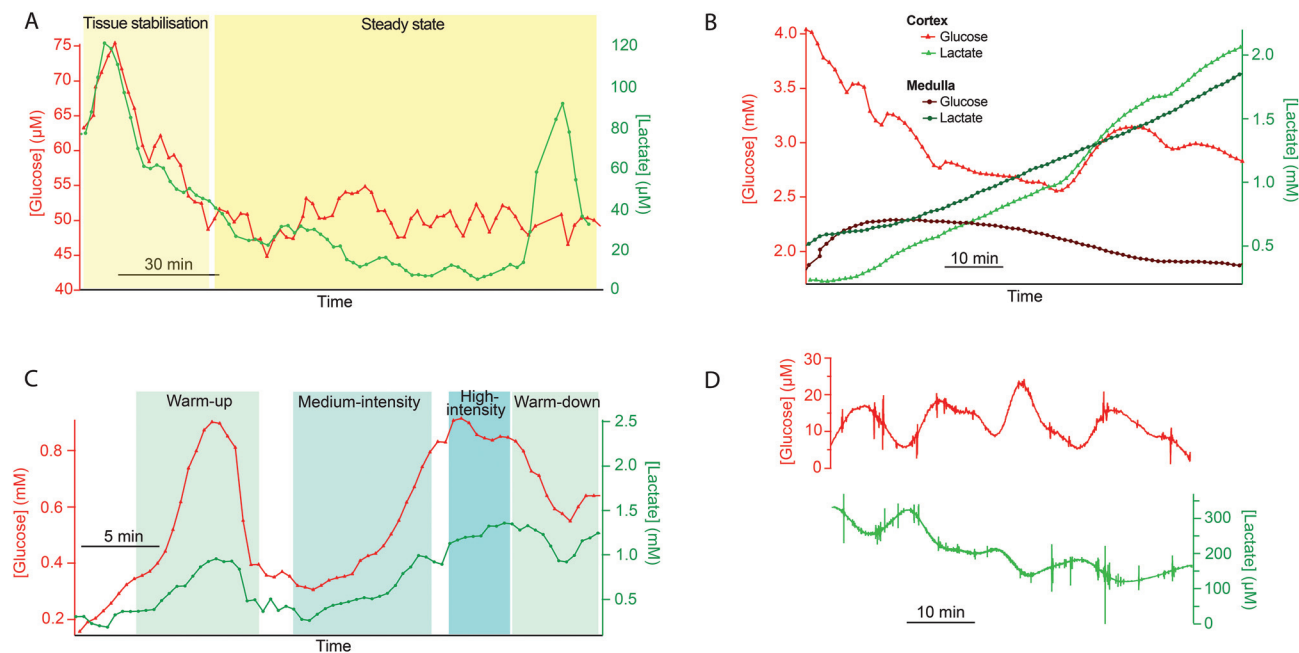 A
Tissue stabilisation
Steady state
75
70
65
60
55
50
45
40
[Glucose] (µM)
120
100
80
60
40
20
0
[Lactate] (µM)
30 min
Time
B
Cortex
Glucose
Lactate
Medulla
Glucose
Lactate
4.0
3.5
3.0
2.5
2.0
[Glucose] (mM)
2.0
1.5
1.0
0.5
[Lactate] (mM)
10 min
Time
C
Warm-up
Medium-intensity
High-
intensity
Warm-down
0.8
0.6
0.4
0.2
[Glucose] (mM)
2.5
2.0
1.5
1.0
0.5
[Lactate] (mM)
5 min
Time
D
30
20
10
0
[Glucose] (µM)
300
200
100
0
[Lactate] (µM)
10 min